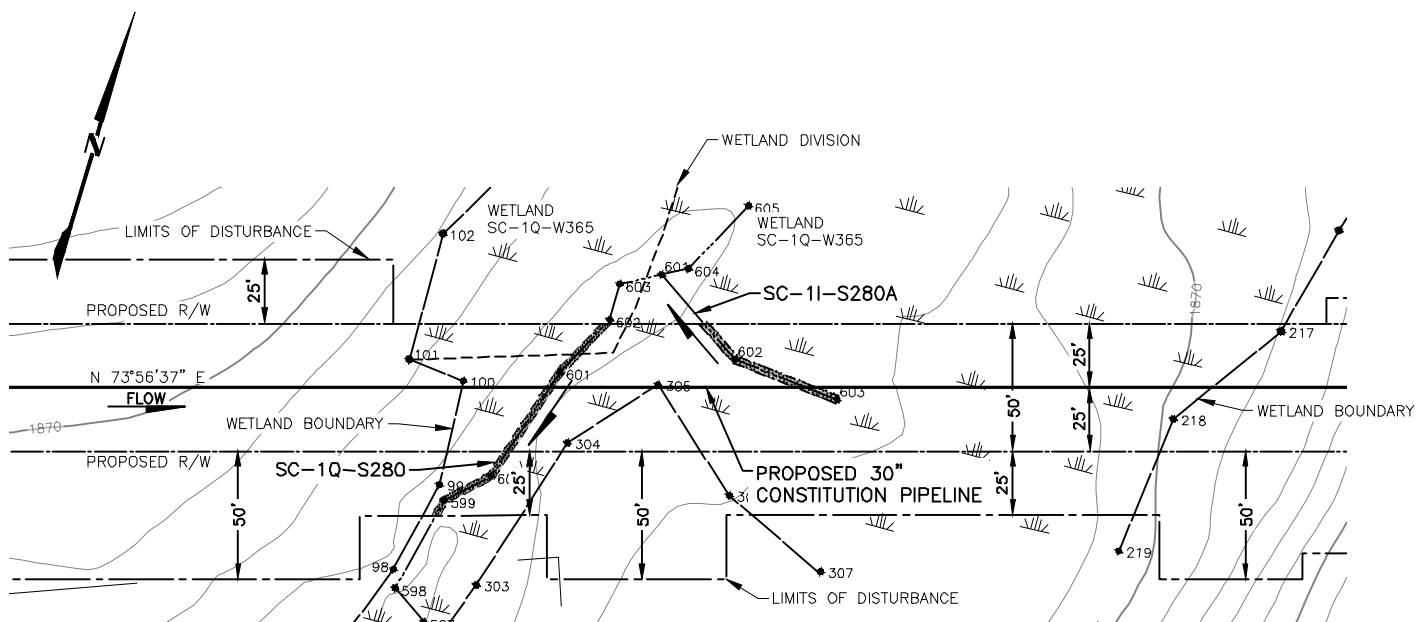 N
WETLAND DIVISION
605
WETLAND
SC-1Q-W365
WETLAND
SC-1Q-W365
LIMITS OF DISTURBANCE
102
601
604
603
SC-1I-S280A
25'
1870
PROPOSED R/W
602
217
101
602
25'
N 73°56'37" E
100
601
305
603
FLOW
50'
25'
WETLAND BOUNDARY
218
WETLAND BOUNDARY
1870
304
PROPOSED R/W
SC-1Q-S280
PROPOSED 30"
CONSTITUTION PIPELINE
99
599
25'
25'
50'
50'
50'
219
98
598
303
307
LIMITS OF DISTURBANCE